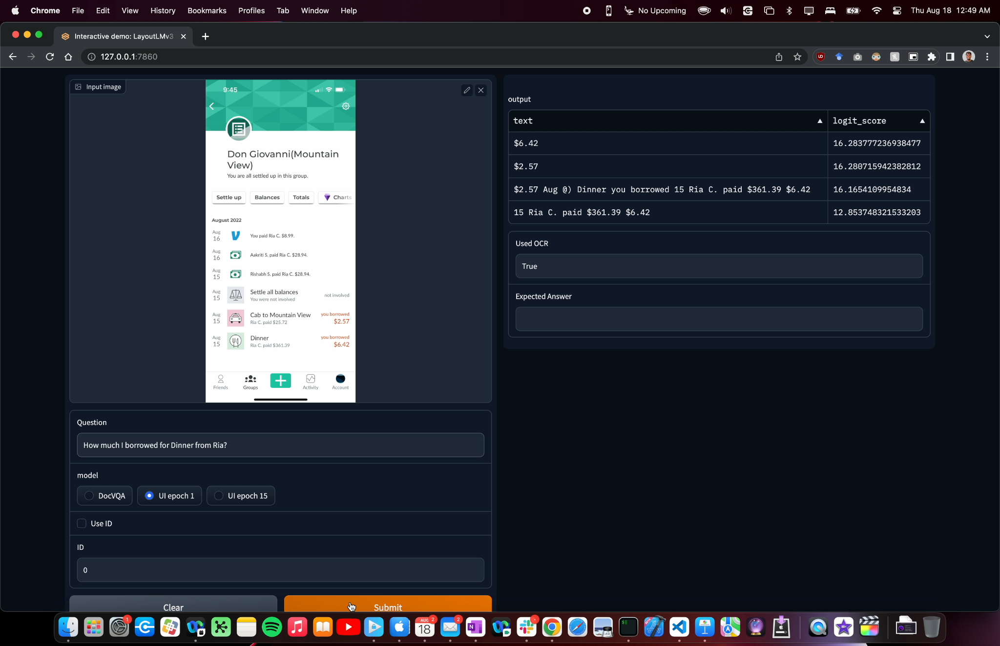 Chrome File Edit View History Bookmarks Profiles Tab Window Help No Upcoming Thu Aug 18 12:49 AM
Interactive demo: LayoutLMv3
127.0.0.1:7860
Input image
9:45
Don Giovanni(Mountain
View)
You are all settled up in this group.
Settle up Balances Totals Charts
August 2022
Aug 16 You paid Ria C. $8.99.
Aug 16 Aakriti S. paid Ria C. $28.94.
Aug 15 Rishabh S. paid Ria C. $28.94.
Aug 15 Settle all balances not involved
You were not involved
Aug 15 Cab to Mountain View you borrowed
Ria C. paid $25.72 $2.57
Aug 15 Dinner you borrowed
Ria C. paid $361.39 $6.42
Friends Groups Activity Account
Question
How much I borrowed for Dinner from Ria?
model
DocVQA UI epoch 1 UI epoch 15
Use ID
ID
0
Clear Submit
output
text logit_score
$6.42 16.283777236938477
$2.57 16.280715942382812
$2.57 Aug @) Dinner you borrowed 15 Ria C. paid $361.39 $6.42 16.1654109954834
15 Ria C. paid $361.39 $6.42 12.853748321533203
Used OCR
True
Expected Answer
1
AUG 2
18
2